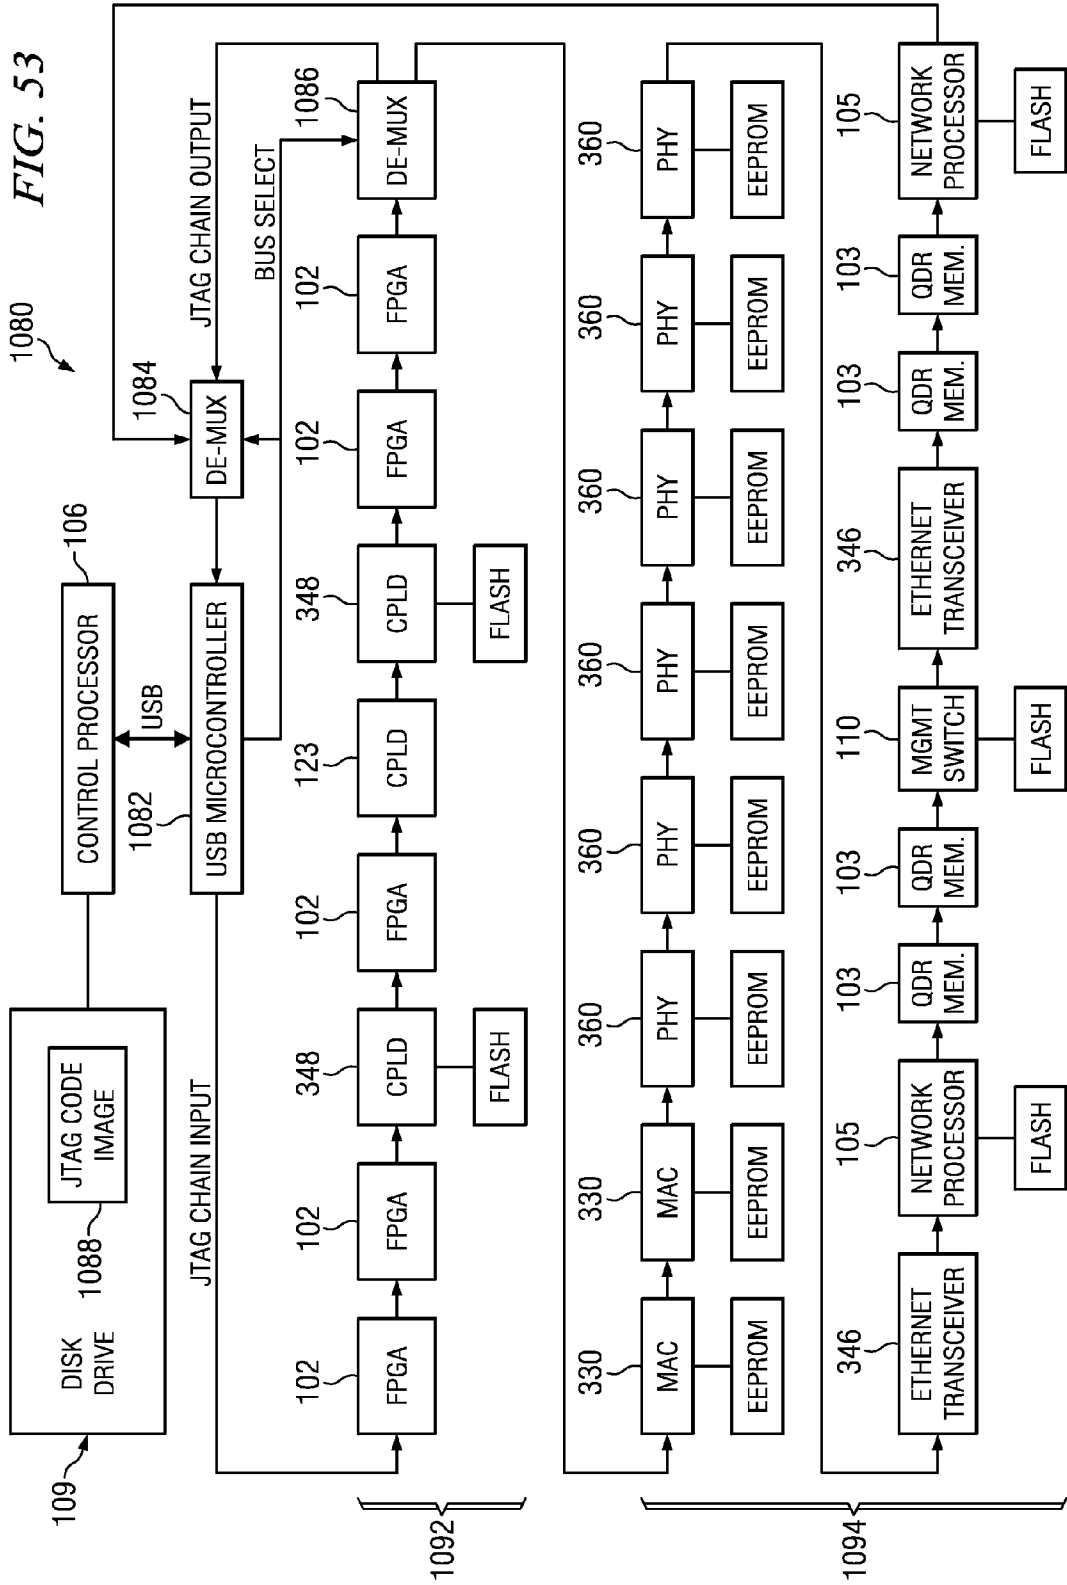 FIG. 53
1080
109
DISK
DRIVE
JTAG CODE
IMAGE
1088
CONTROL PROCESSOR
106
USB
1082
USB MICROCONTROLLER
1084
DE-MUX
JTAG CHAIN INPUT
JTAG CHAIN OUTPUT
BUS SELECT
1092
102
FPGA
102
FPGA
348
CPLD
FLASH
102
FPGA
123
CPLD
348
CPLD
FLASH
102
FPGA
102
FPGA
1086
DE-MUX
1094
330
MAC
EEPROM
330
MAC
EEPROM
360
PHY
EEPROM
360
PHY
EEPROM
360
PHY
EEPROM
360
PHY
EEPROM
360
PHY
EEPROM
360
PHY
EEPROM
346
ETHERNET
TRANSCEIVER
105
NETWORK
PROCESSOR
FLASH
103
QDR
MEM.
103
QDR
MEM.
110
MGMT
SWITCH
FLASH
346
ETHERNET
TRANSCEIVER
103
QDR
MEM.
103
QDR
MEM.
105
NETWORK
PROCESSOR
FLASH